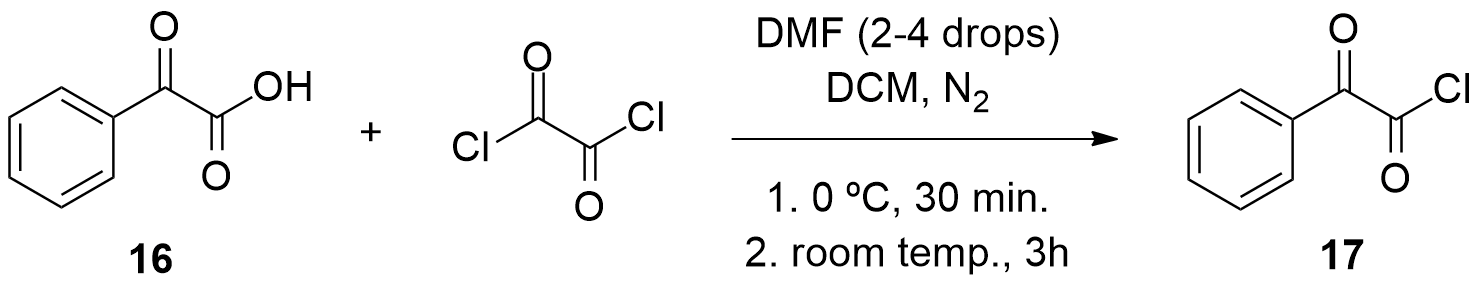 O
OH
O
16
+
O
Cl
Cl
O
DMF (2-4 drops)
DCM, N2
1. 0 ºC, 30 min.
2. room temp., 3h
O
Cl
O
17